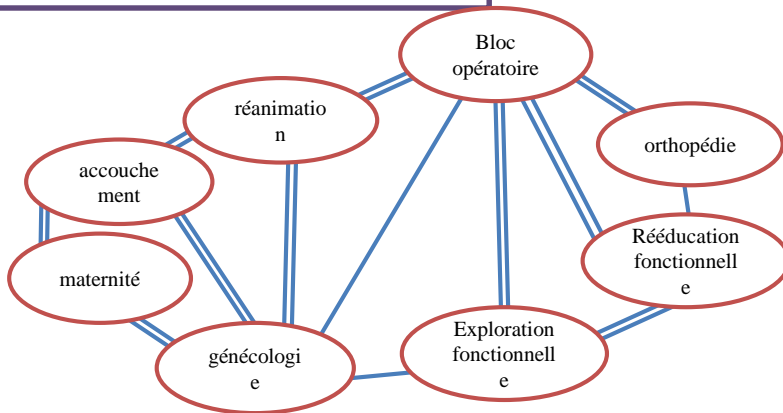 Bloc
opératoire
réanimatio
n
orthopédie
accouche
ment
Rééducation
fonctionnell
e
maternité
Exploration
fonctionnell
e
génécologi
e